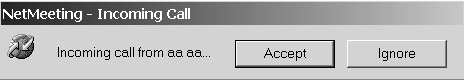 NetMeeting - Incoming Call
Incoming call from aa aa... Accept Ignore